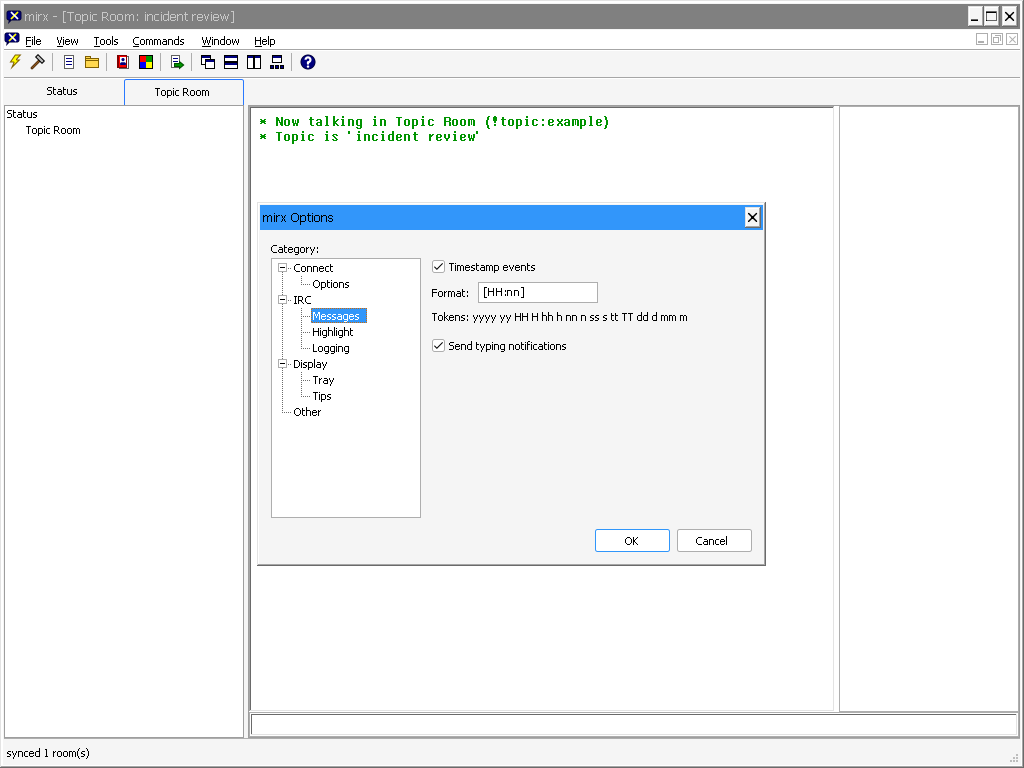 mirx - [Topic Room: incident review]
File View Tools Commands Window Help
Status Topic Room
Status
Topic Room
* Now talking in Topic Room (!topic:example)
* Topic is 'incident review'
mirx Options
Category:
Connect
Options
IRC
Messages
Highlight
Logging
Display
Tray
Tips
Other
Timestamp events
Format: [HH:nn]
Tokens: yyyy yy HH H hh h nn n ss s tt TT dd d mm m
Send typing notifications
OK Cancel
synced 1 room(s)